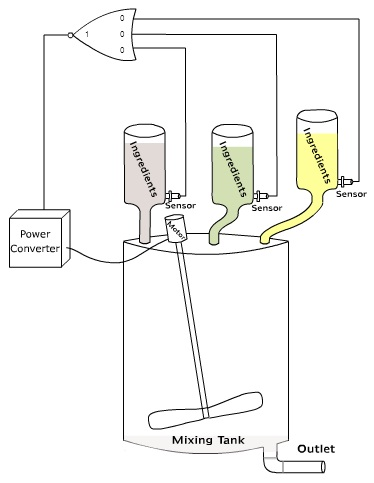 0
1 0
0
Ingredients
Ingredients
Ingredients
Sensor
Sensor
Sensor
Motor
Power
Converter
Mixing Tank
Outlet